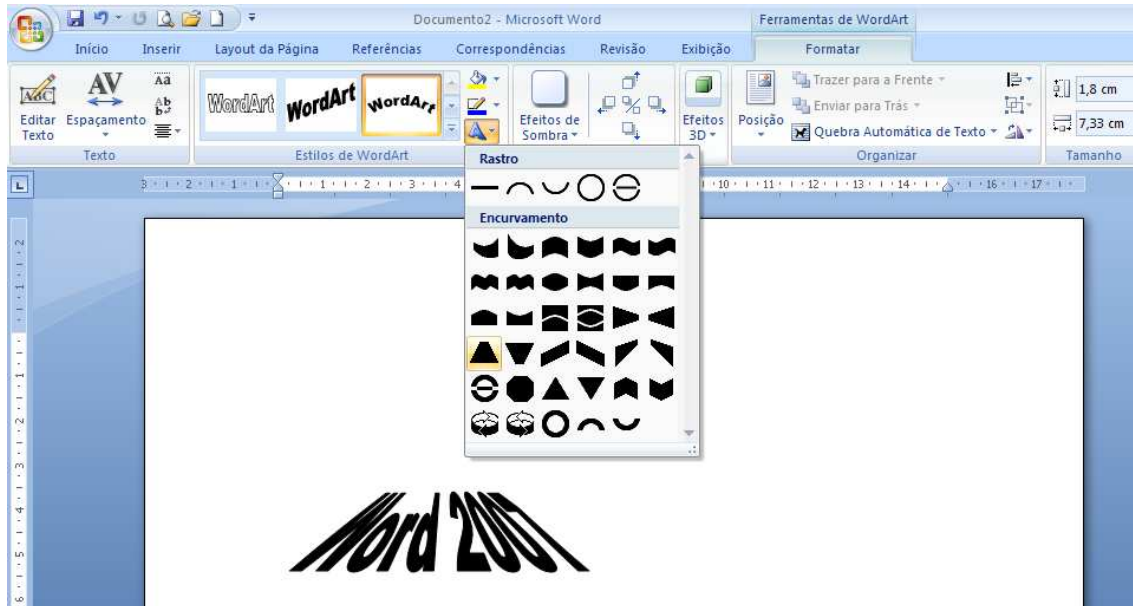 Documento2 - Microsoft Word
Ferramentas de WordArt
Início Inserir Layout da Página Referências Correspondências Revisão Exibição Formatar
WordArt WordArt WordArt
Editar Texto
Espaçamento
Efeitos de Sombra
Efeitos 3D
Posição
Trazer para a Frente
Enviar para Trás
Quebra Automática de Texto
1,8 cm
7,33 cm
Texto Estilos de WordArt Organizar Tamanho
Rastro
Encurvamento
Word 2007